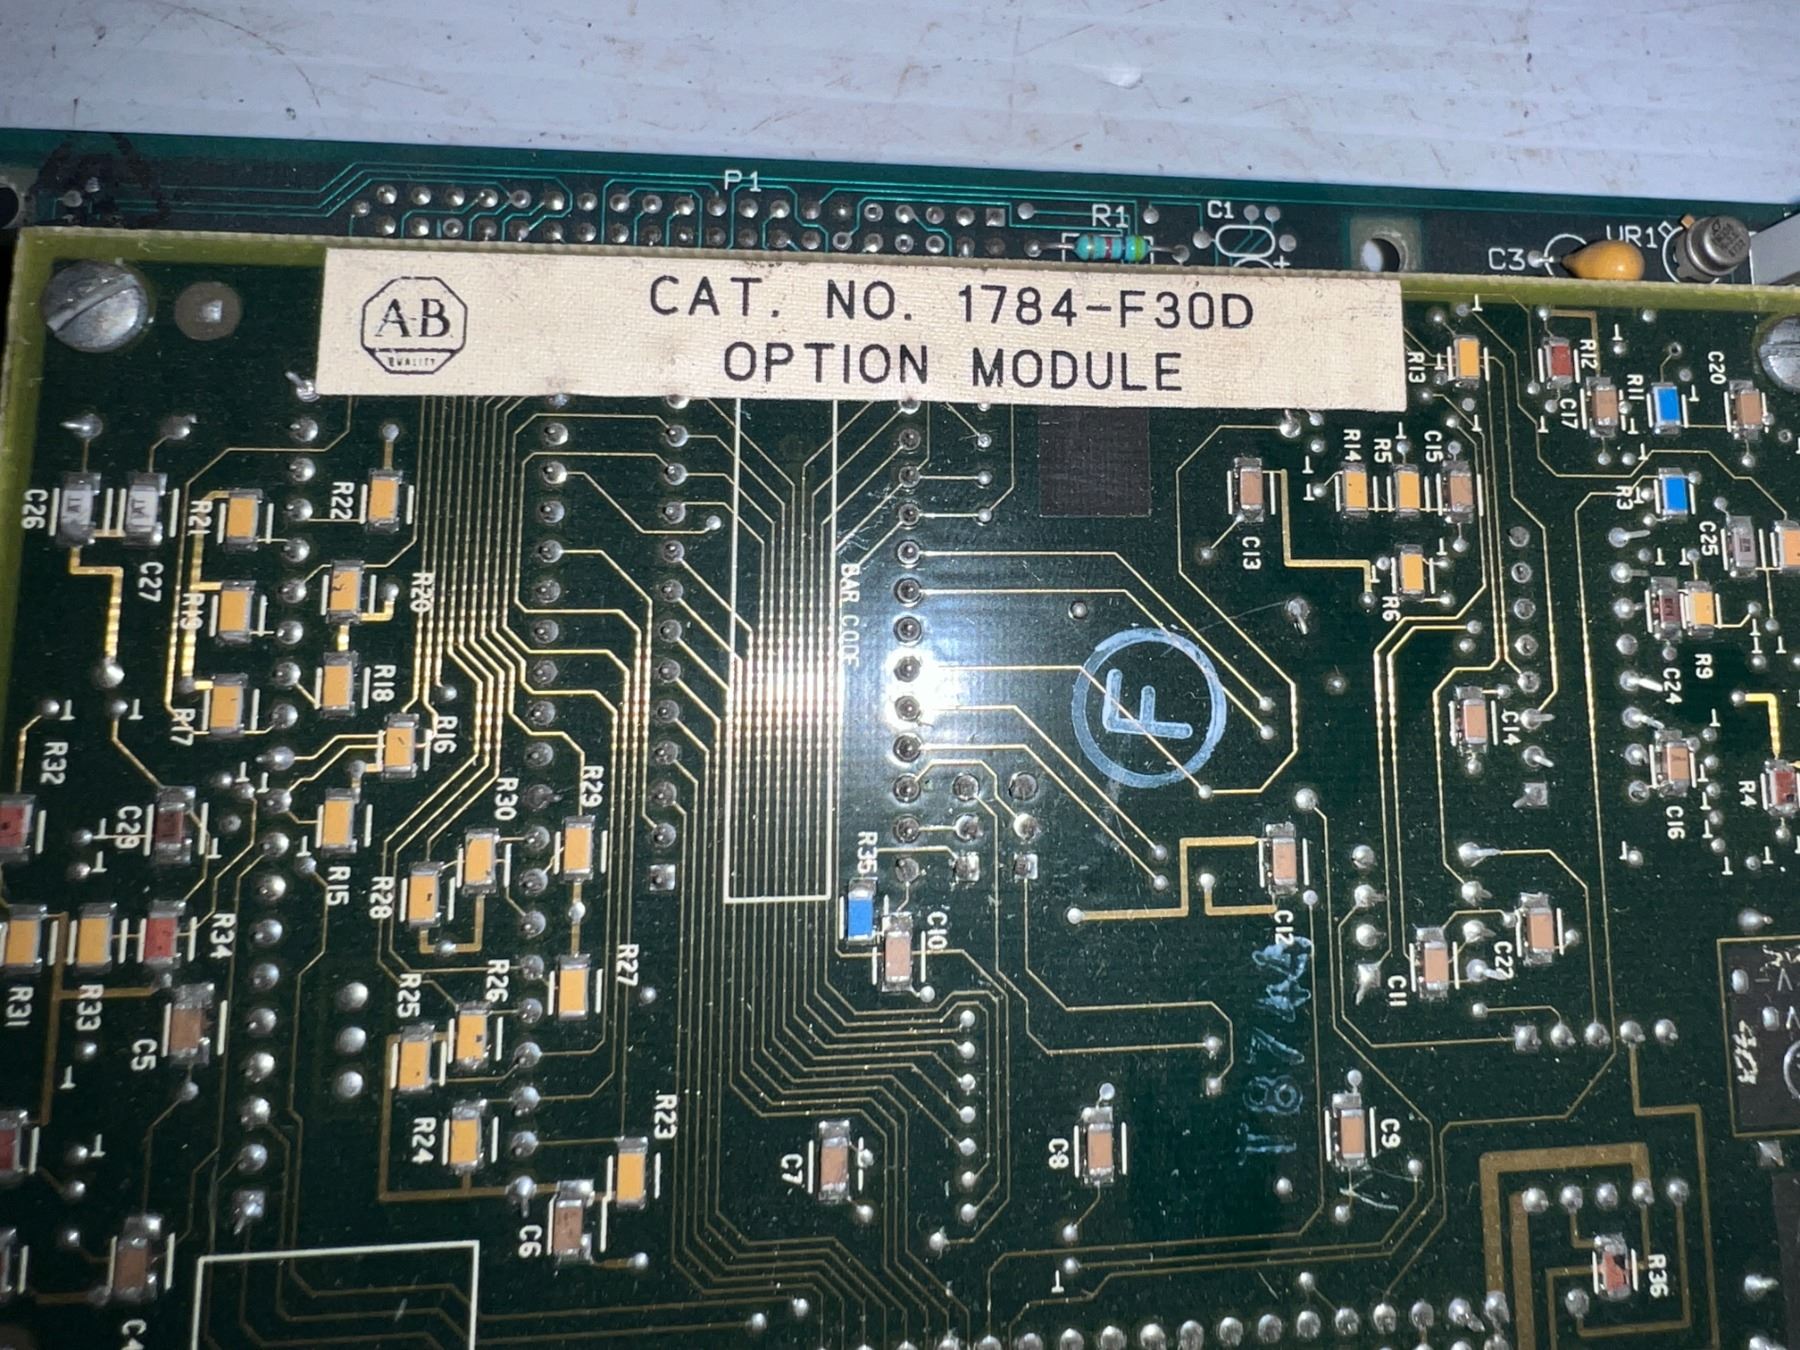 P1
R1
C1
C3
UR1
+
A-B
QUALITY
CAT. NO. 1784-F30D
OPTION MODULE
R13
R12
C17
R11
C20
C26
C27
R21
R22
R14
R5
C15
R3
C25
C13
R6
R19
R20
BAR CODE
R18
R17
R16
F
C24
R9
C14
R32
C29
R15
R30
R29
C16
R4
R28
R35
C10
C12
R34
R31
R33
R27
R26
R25
C11
C27
C5
R24
R23
C7
C8
C9
C6
R36